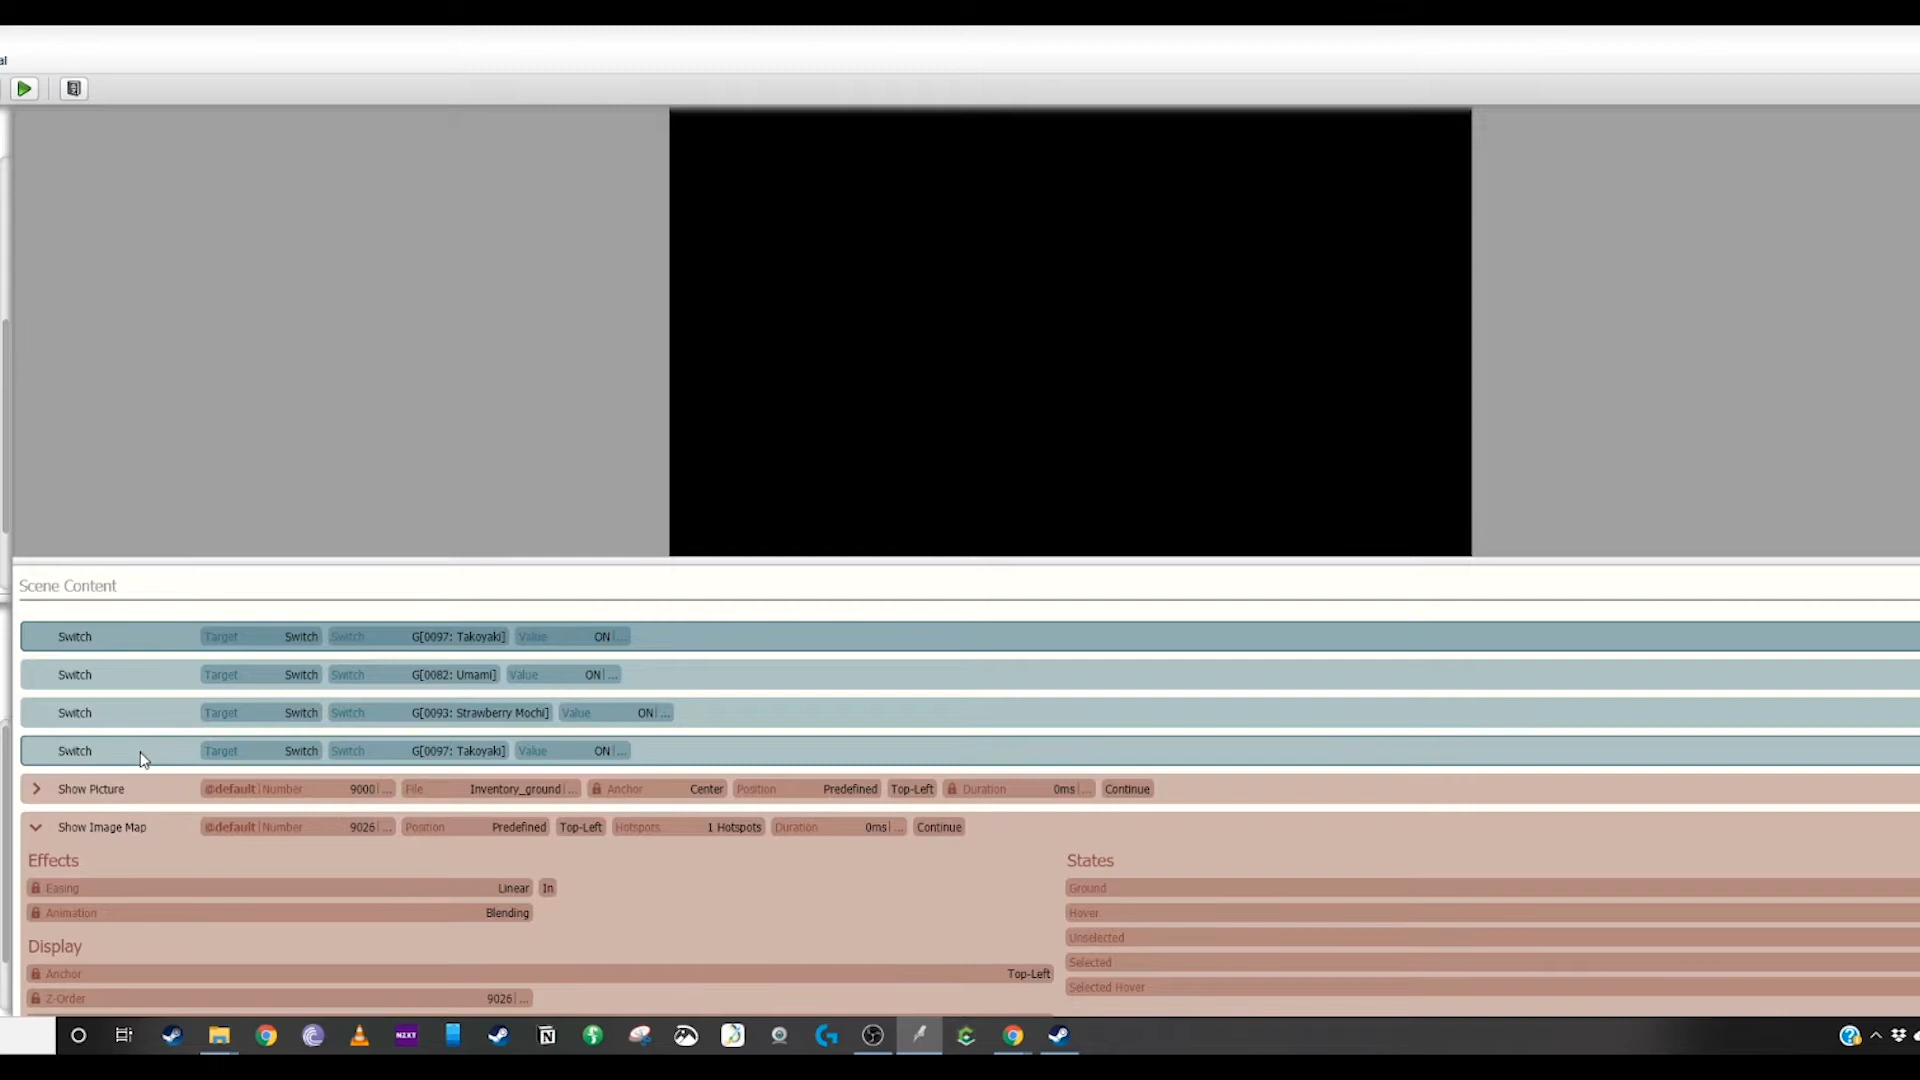 al
Scene Content
Switch Target Switch Switch G[0097: Takoyaki] Value ON ...
Switch Target Switch Switch G[0082: Umami] Value ON ...
Switch Target Switch Switch G[0093: Strawberry Mochi] Value ON ...
Switch Target Switch Switch G[0097: Takoyaki] Value ON ...
Show Picture @default Number 9000 ... File Inventory_ground ... Anchor Center Position Predefined Top-Left Duration 0ms ... Continue
Show Image Map @default Number 9026 ... Position Predefined Top-Left Hotspots 1 Hotspots Duration 0ms ... Continue
Effects
Easing Linear In
Animation Blending
Display
Anchor Top-Left
Z-Order 9026 ...
States
Ground
Hover
Unselected
Selected
Selected Hover
NZXT